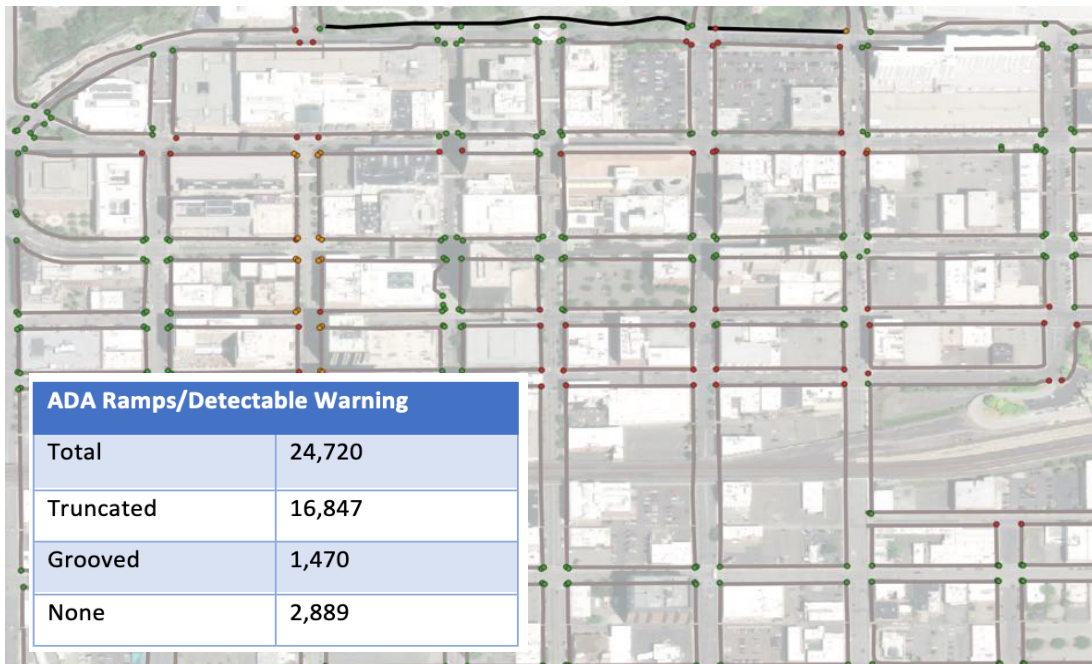 ADA Ramps/Detectable Warning
Total 24,720
Truncated 16,847
Grooved 1,470
None 2,889